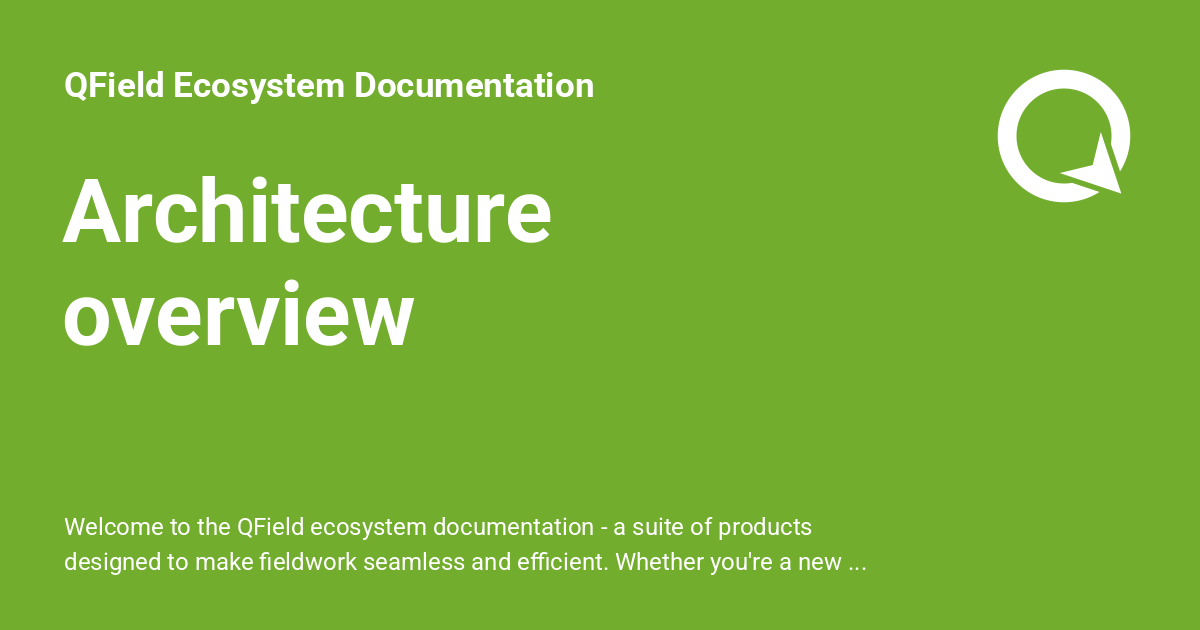 QField Ecosystem Documentation
Architecture
overview
Welcome to the QField ecosystem documentation - a suite of products
designed to make fieldwork seamless and efficient. Whether you're a new ...